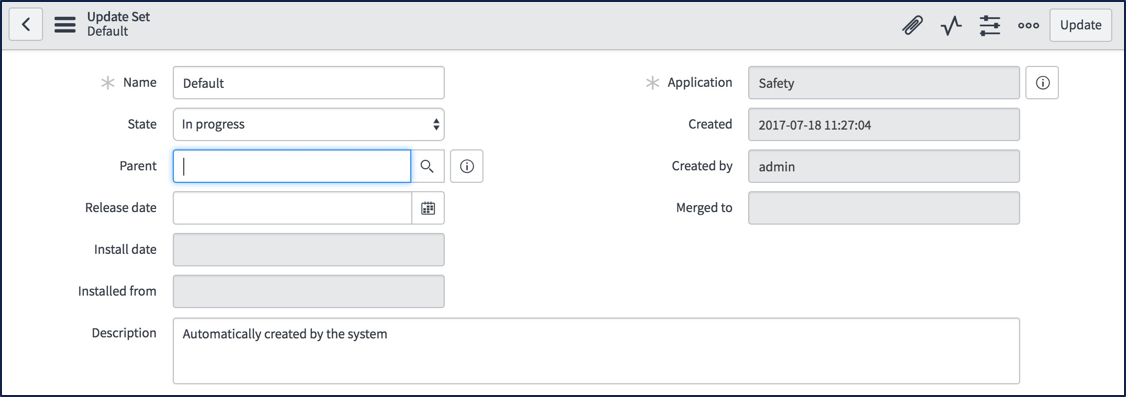 Update Set
Default
Update
Name
Default
Application
Safety
State
In progress
Created
2017-07-18 11:27:04
Parent
Created by
admin
Release date
Merged to
Install date
Installed from
Description
Automatically created by the system